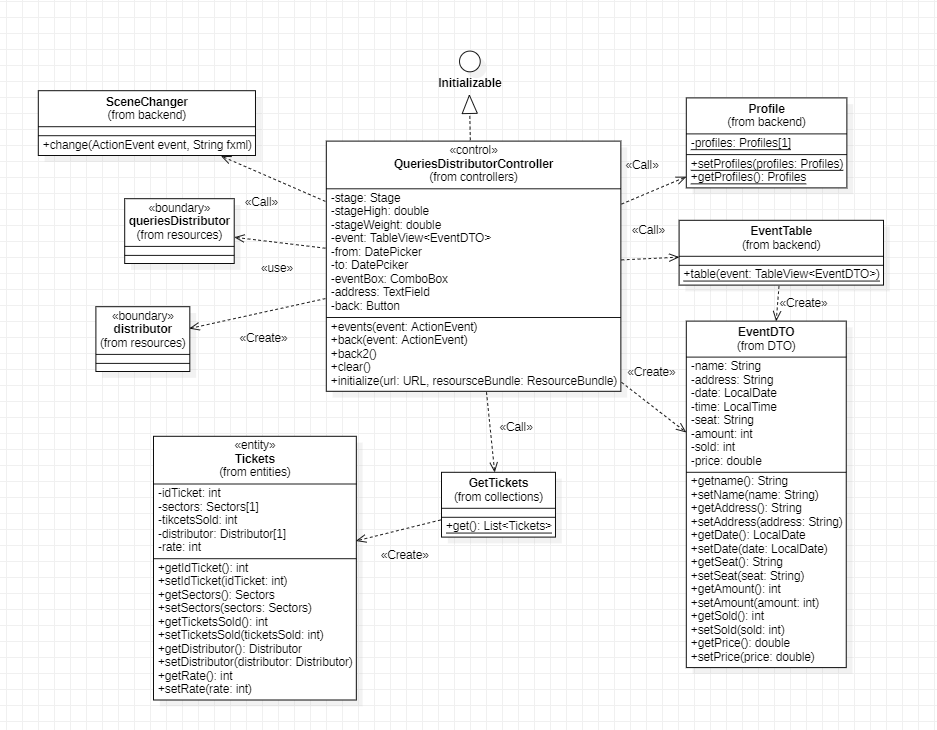 Initializable
SceneChanger
(from backend)
+change(ActionEvent event, String fxml)
«Call»
«boundary»
queriesDistributor
(from resources)
«use»
«boundary»
distributor
(from resources)
«Create»
«control»
QueriesDistributorController
(from controllers)
-stage: Stage
-stageHigh: double
-stageWeight: double
-event: TableView<EventDTO>
-from: DatePicker
-to: DatePciker
-eventBox: ComboBox
-address: TextField
-back: Button
+events(event: ActionEvent)
+back(event: ActionEvent)
+back2()
+clear()
+initialize(url: URL, resoursceBundle: ResourceBundle)
«Call»
Profile
(from backend)
-profiles: Profiles[1]
+setProfiles(profiles: Profiles)
+getProfiles(): Profiles
«Call»
EventTable
(from backend)
+table(event: TableView<EventDTO>)
«Create»
«Create»
EventDTO
(from DTO)
-name: String
-address: String
-date: LocalDate
-time: LocalTime
-seat: String
-amount: int
-sold: int
-price: double
+getname(): String
+setName(name: String)
+getAddress(): String
+setAddress(address: String)
+getDate(): LocalDate
+setDate(date: LocalDate)
+getSeat(): String
+setSeat(seat: String)
+getAmount(): int
+setAmount(amount: int)
+getSold(): int
+setSold(sold: int)
+getPrice(): double
+setPrice(price: double)
«Call»
GetTickets
(from collections)
+get(): List<Tickets>
«Create»
«entity»
Tickets
(from entities)
-idTicket: int
-sectors: Sectors[1]
-tikcetsSold: int
-distributor: Distributor[1]
-rate: int
+getIdTicket(): int
+setIdTicket(idTicket: int)
+getSectors(): Sectors
+setSectors(sectors: Sectors)
+getTicketsSold(): int
+setTicketsSold(ticketsSold: int)
+getDistributor(): Distributor
+setDistributor(distributor: Distributor)
+getRate(): int
+setRate(rate: int)